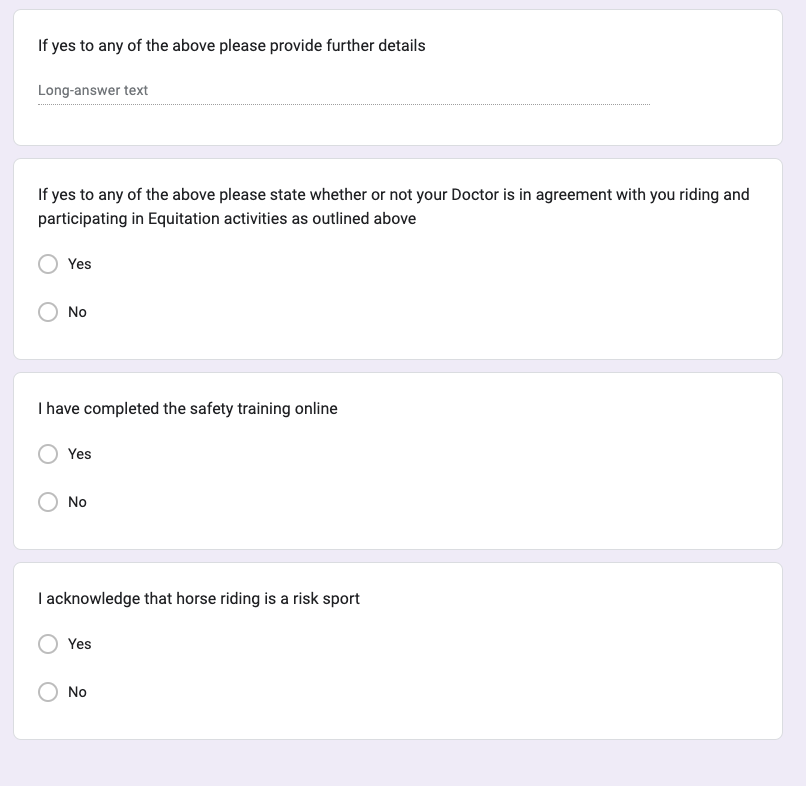 If yes to any of the above please provide further details
Long-answer text
If yes to any of the above please state whether or not your Doctor is in agreement with you riding and
participating in Equitation activities as outlined above
Yes
No
I have completed the safety training online
Yes
No
I acknowledge that horse riding is a risk sport
Yes
No